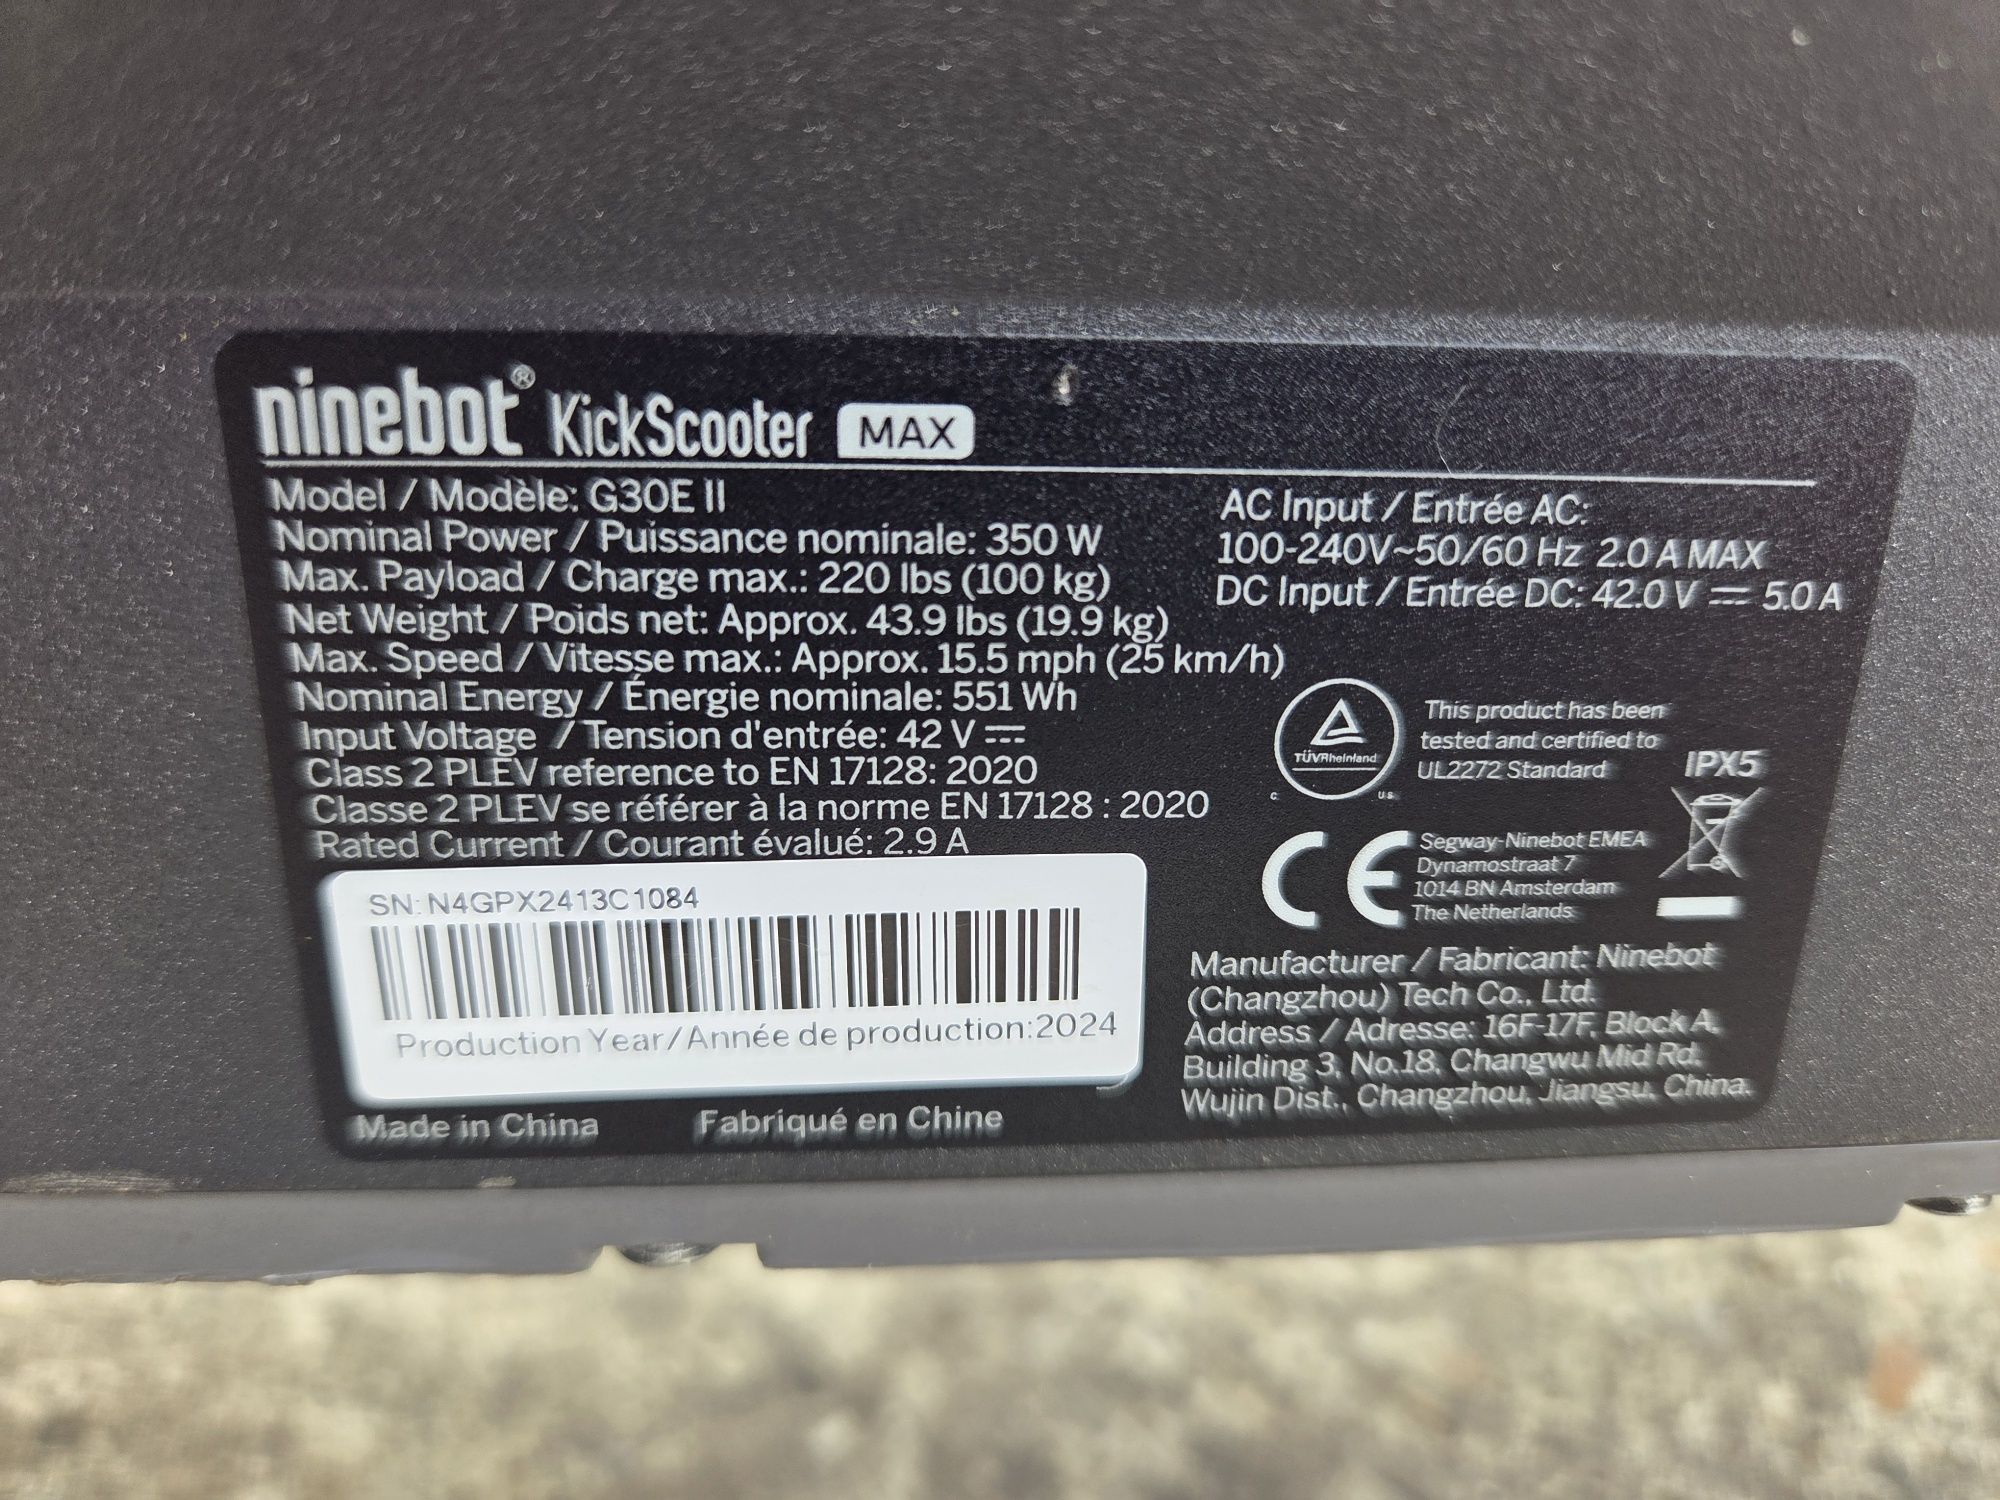 ninebot® KickScooter MAX
Model / Modèle: G30E II
Nominal Power / Puissance nominale: 350 W
Max. Payload / Charge max.: 220 lbs (100 kg)
Net Weight / Poids net: Approx. 43.9 lbs (19.9 kg)
Max. Speed / Vitesse max.: Approx. 15.5 mph (25 km/h)
Nominal Energy / Énergie nominale: 551 Wh
Input Voltage / Tension d'entrée: 42 V ⎓
Class 2 PLEV reference to EN 17128: 2020
Classe 2 PLEV se référer à la norme EN 17128 : 2020
Rated Current / Courant évalué: 2.9 A
SN: N4GPX2413C1084
Production Year/Année de production:2024
Made in China Fabriqué en Chine
AC Input / Entrée AC:
100-240V~50/60 Hz 2.0 A MAX
DC Input / Entrée DC: 42.0 V ⎓ 5.0 A
TÜVRheinland
C US
This product has been
tested and certified to
UL2272 Standard
IPX5
CE
Segway-Ninebot EMEA
Dynamostraat 7
1014 BN Amsterdam
The Netherlands
Manufacturer / Fabricant: Ninebot
(Changzhou) Tech Co., Ltd.
Address / Adresse: 16F-17F, Block A,
Building 3, No.18, Changwu Mid Rd,
Wujin Dist., Changzhou, Jiangsu, China.